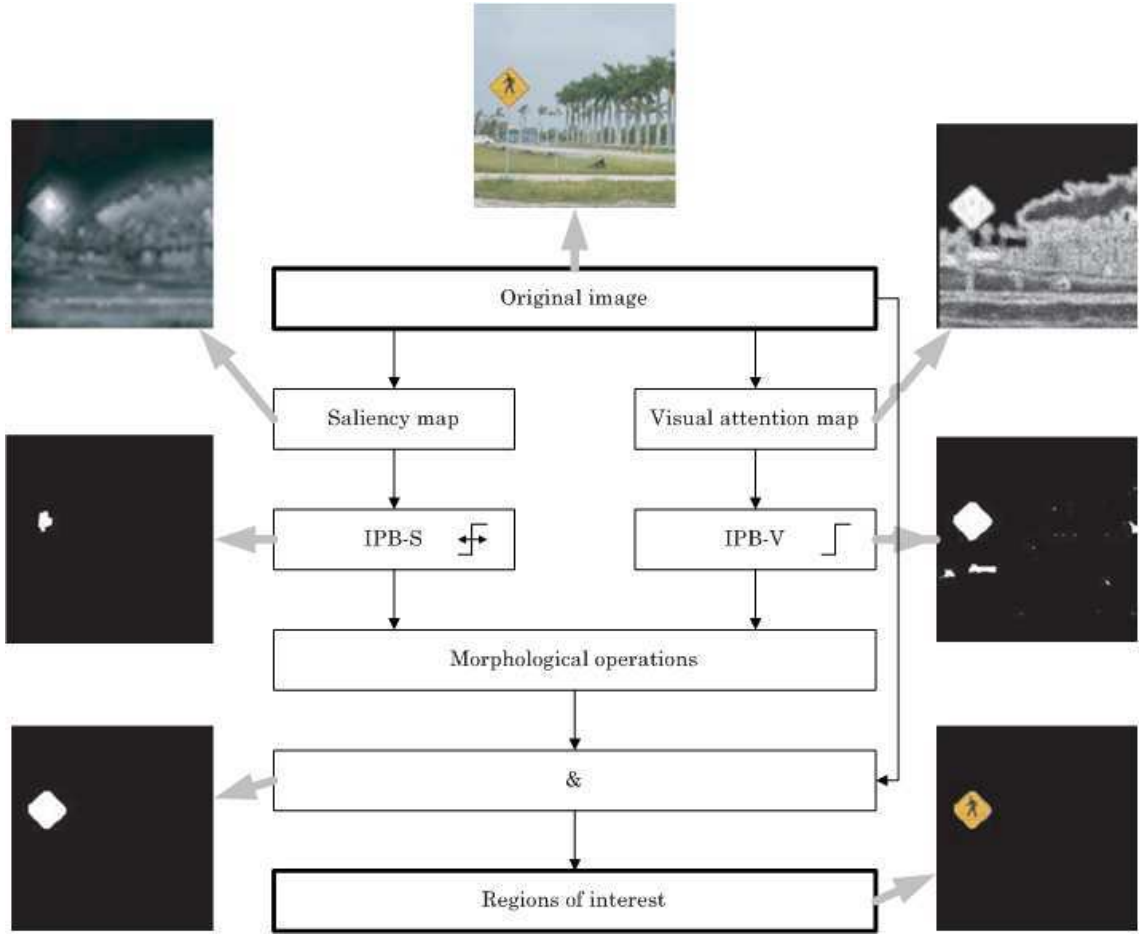 Original image
Saliency map
Visual attention map
IPB-S
IPB-V
Morphological operations
&
Regions of interest